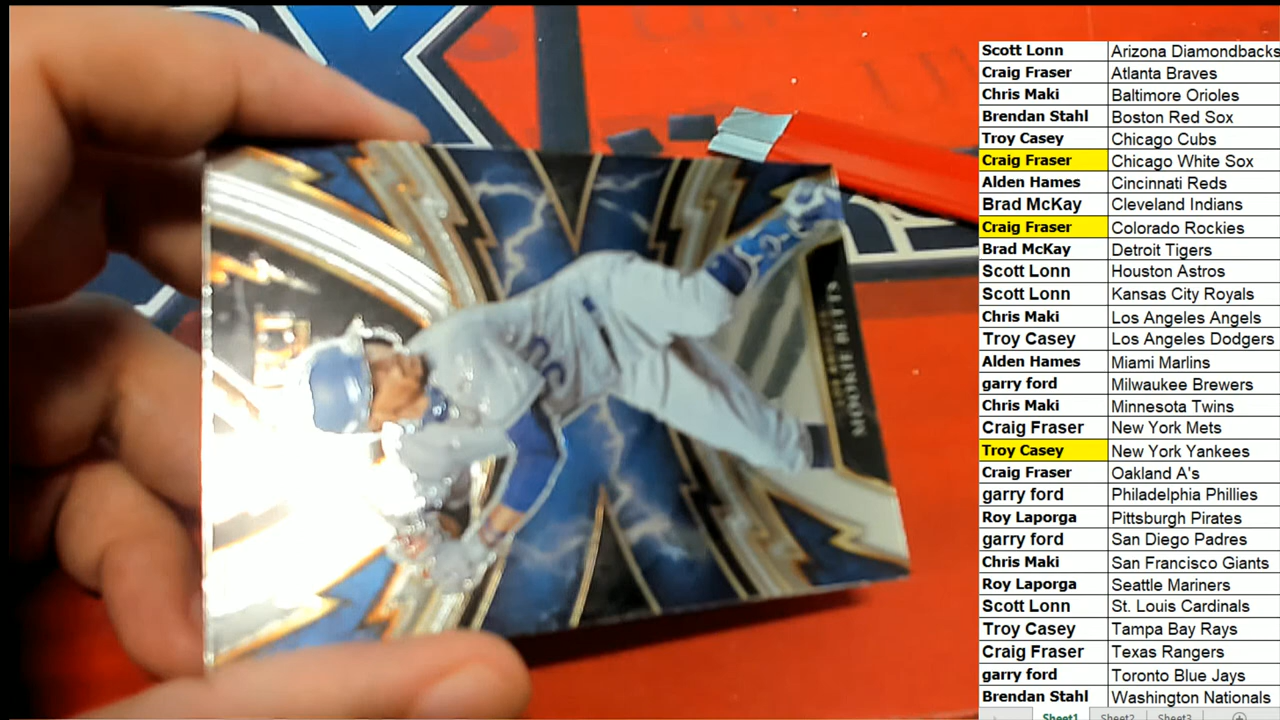 Scott Lonn Arizona Diamondbacks
Craig Fraser Atlanta Braves
Chris Maki Baltimore Orioles
Brendan Stahl Boston Red Sox
Troy Casey Chicago Cubs
Craig Fraser Chicago White Sox
Alden Hames Cincinnati Reds
Brad McKay Cleveland Indians
Craig Fraser Colorado Rockies
Brad McKay Detroit Tigers
Scott Lonn Houston Astros
Scott Lonn Kansas City Royals
Chris Maki Los Angeles Angels
Troy Casey Los Angeles Dodgers
Alden Hames Miami Marlins
garry ford Milwaukee Brewers
Chris Maki Minnesota Twins
Craig Fraser New York Mets
Troy Casey New York Yankees
Craig Fraser Oakland A's
garry ford Philadelphia Phillies
Roy Laporga Pittsburgh Pirates
garry ford San Diego Padres
Chris Maki San Francisco Giants
Roy Laporga Seattle Mariners
Scott Lonn St. Louis Cardinals
Troy Casey Tampa Bay Rays
Craig Fraser Texas Rangers
garry ford Toronto Blue Jays
Brendan Stahl Washington Nationals
Sheet1 Sheet2 Sheet3
MOOKIE BETTS